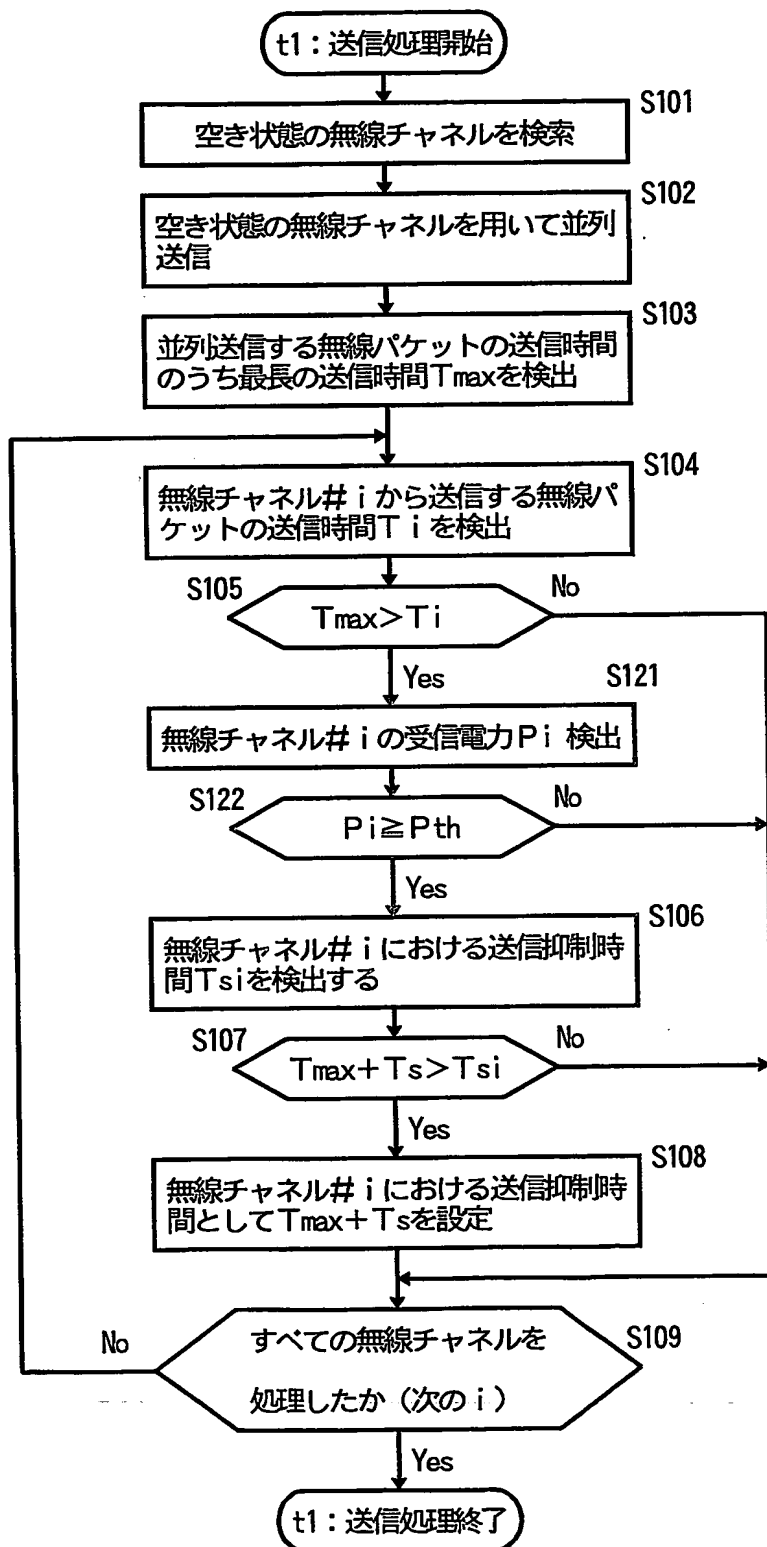 t1：送信処理開始
S101
空き状態の無線チャネルを検索
S102
空き状態の無線チャネルを用いて並列
送信
S103
並列送信する無線パケットの送信時間
のうち最長の送信時間Tmaxを検出
S104
無線チャネル＃iから送信する無線パ
ケットの送信時間Tiを検出
S105
Tmax＞Ti
No
Yes
S121
無線チャネル＃iの受信電力Pi検出
S122
Pi≧Pth
No
Yes
S106
無線チャネル＃iにおける送信抑制時
間Tsiを検出する
S107
Tmax＋Ts＞Tsi
No
Yes
S108
無線チャネル＃iにおける送信抑制時
間としてTmax＋Tsを設定
S109
すべての無線チャネルを
処理したか（次のi）
No
Yes
t1：送信処理終了